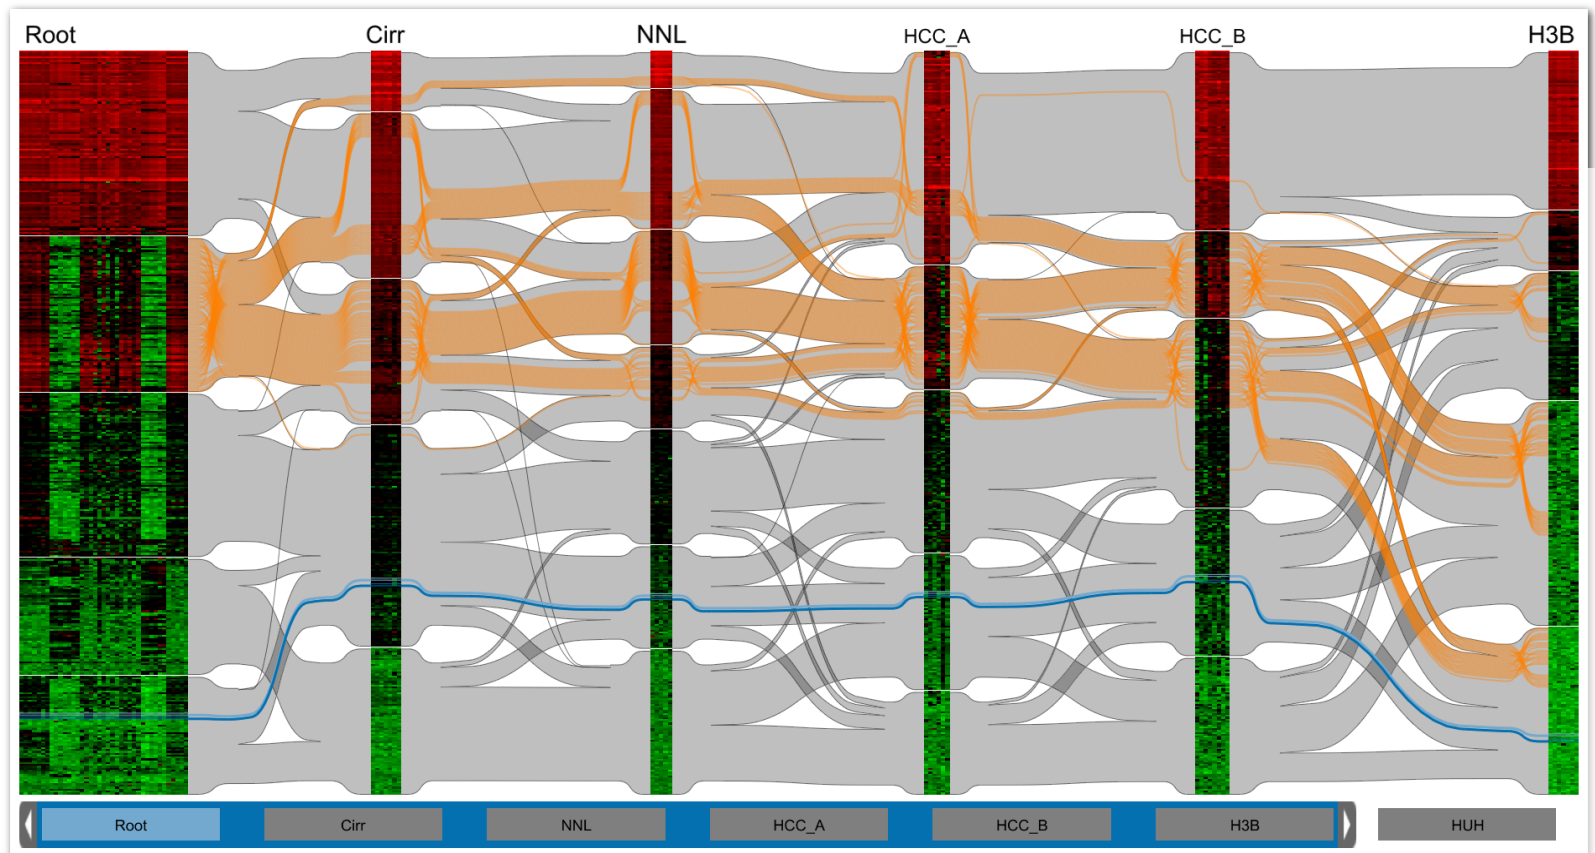 Root Cirr NNL HCC_A HCC_B H3B
Root Cirr NNL HCC_A HCC_B H3B HUH